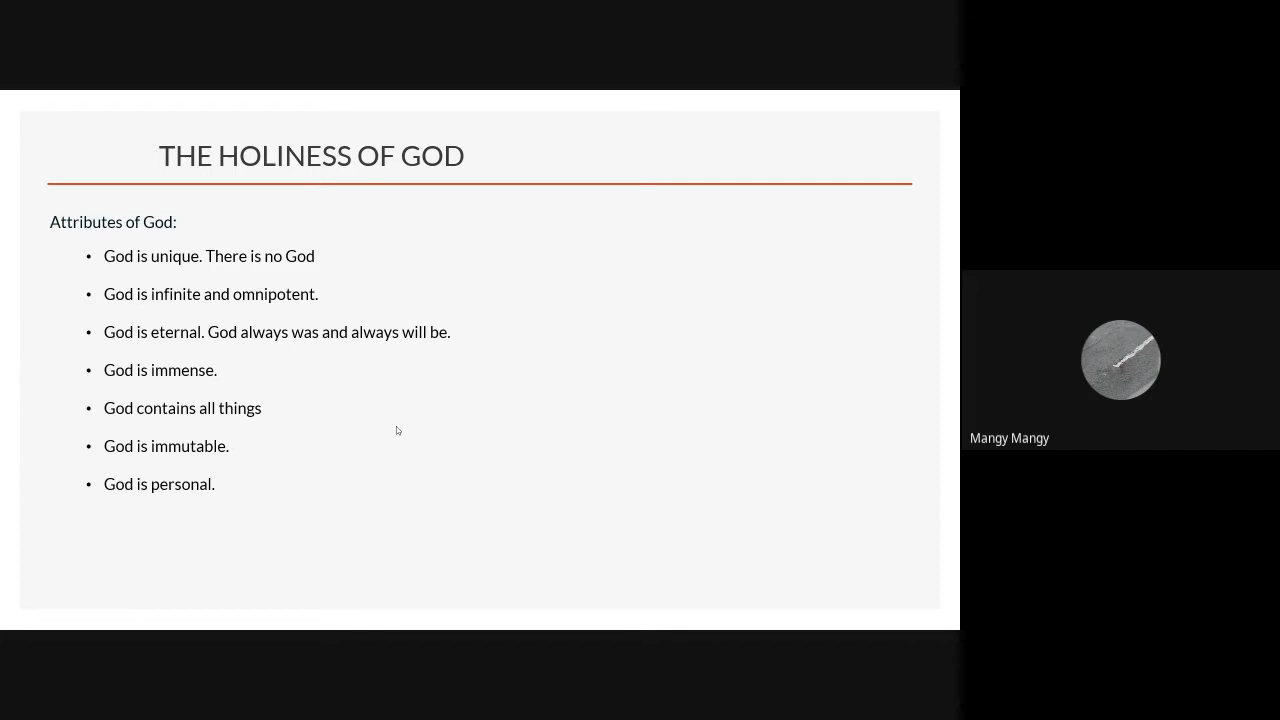 THE HOLINESS OF GOD
Attributes of God:
• God is unique. There is no God
• God is infinite and omnipotent.
• God is eternal. God always was and always will be.
• God is immense.
• God contains all things
• God is immutable.
• God is personal.
Mangy Mangy